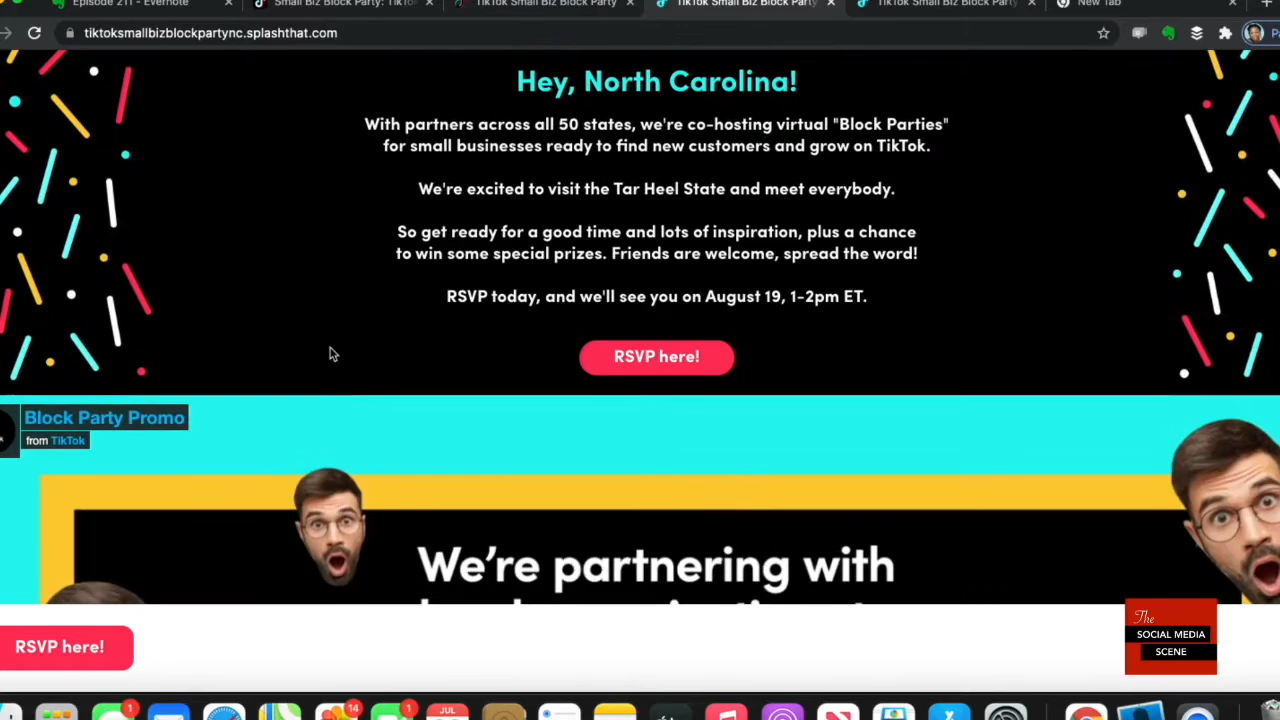 Episode 211 - Evernote
Small Biz Block Party: TikT
TikTok Small Biz Block Party
TikTok Small Biz Block Party
TikTok Small Biz Block Party
New Tab
tiktoksmallbizblockpartync.splashthat.com
Hey, North Carolina!
With partners across all 50 states, we're co-hosting virtual "Block Parties"
for small businesses ready to find new customers and grow on TikTok.
We're excited to visit the Tar Heel State and meet everybody.
So get ready for a good time and lots of inspiration, plus a chance
to win some special prizes. Friends are welcome, spread the word!
RSVP today, and we'll see you on August 19, 1-2pm ET.
RSVP here!
Block Party Promo
from TikTok
We're partnering with
RSVP here!
The
SOCIAL MEDIA
SCENE
1
14
1
JUL